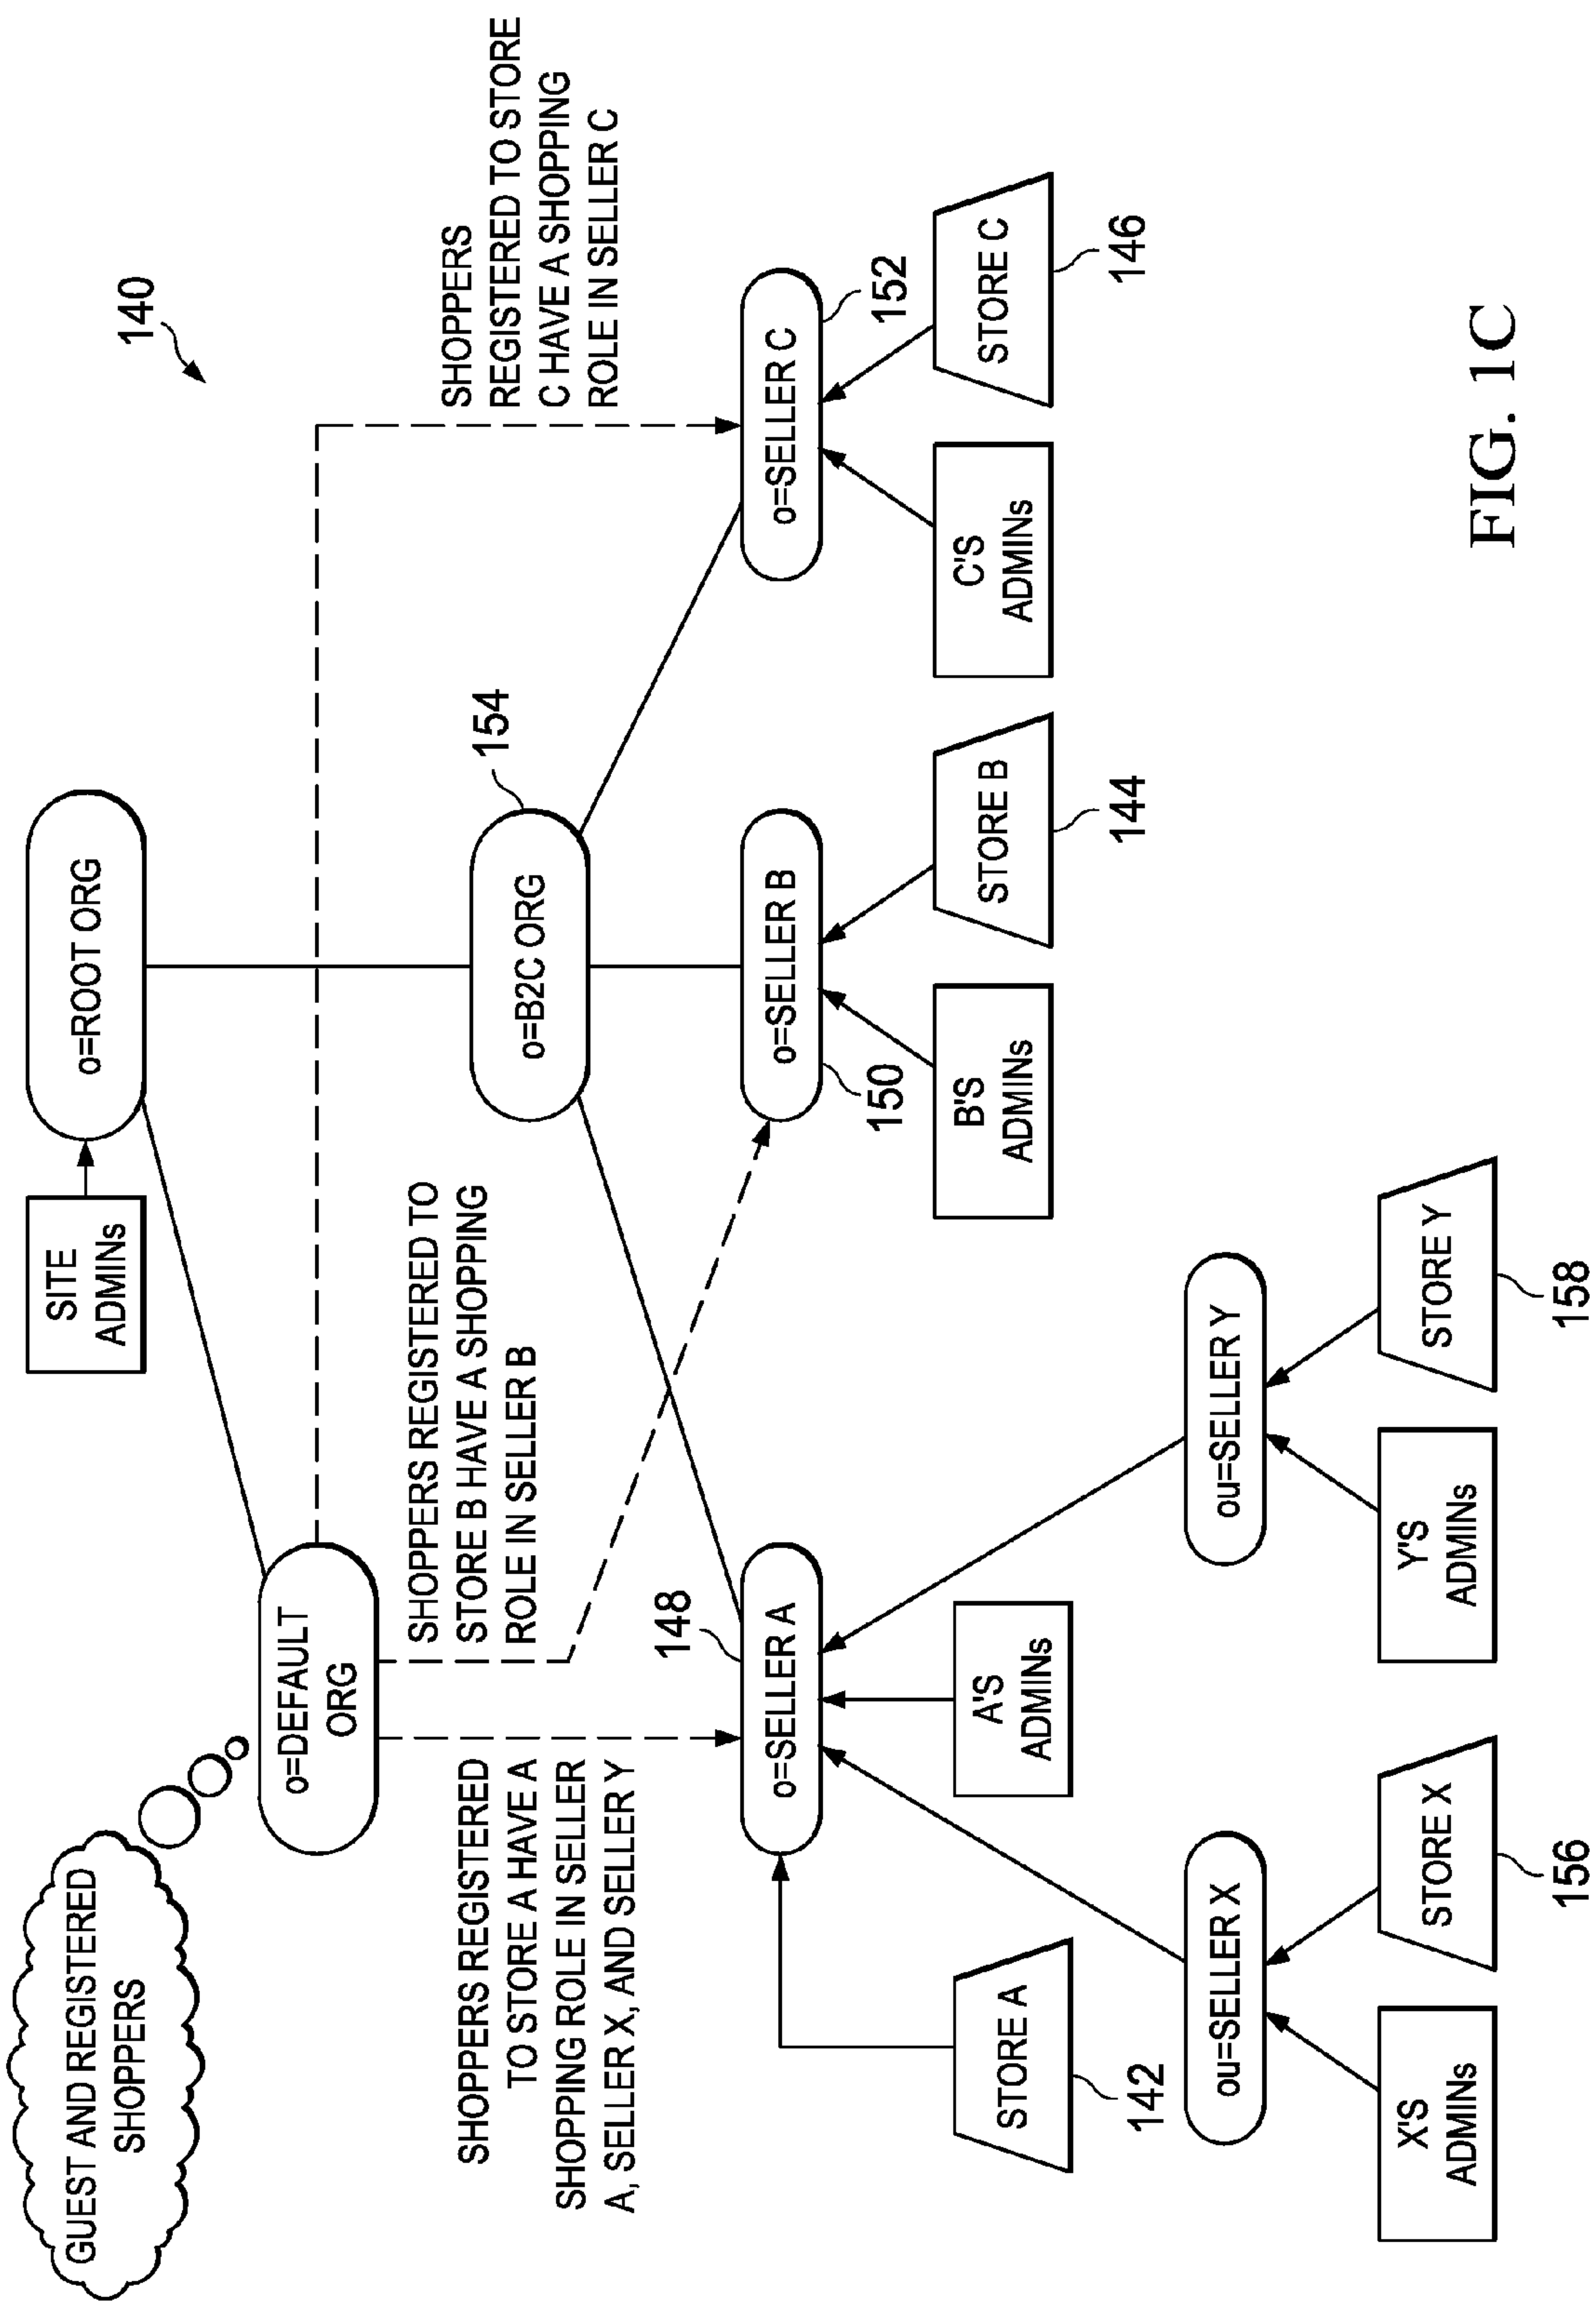 140
GUEST AND REGISTERED
SHOPPERS
SITE
ADMINs
o=ROOT ORG
o=DEFAULT
ORG
SHOPPERS REGISTERED
TO STORE A HAVE A
SHOPPING ROLE IN SELLER
A, SELLER X, AND SELLER Y
SHOPPERS REGISTERED TO
STORE B HAVE A SHOPPING
ROLE IN SELLER B
SHOPPERS
REGISTERED TO STORE
C HAVE A SHOPPING
ROLE IN SELLER C
o=B2C ORG
154
148
o=SELLER A
o=SELLER B
150
o=SELLER C
152
STORE A
142
A'S
ADMINs
B'S
ADMINs
STORE B
144
C'S
ADMINs
STORE C
146
ou=SELLER X
ou=SELLER Y
X'S
ADMINs
STORE X
156
Y'S
ADMINs
STORE Y
158
FIG. 1C